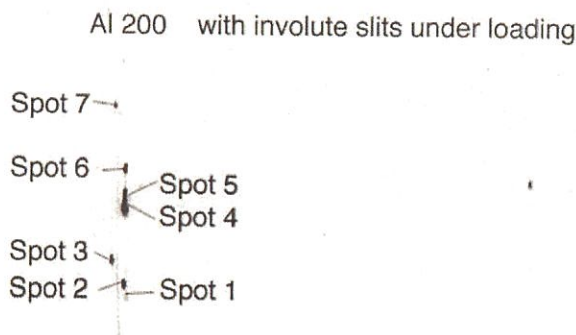 Al 200 with involute slits under loading
Spot 7
Spot 6
Spot 5
Spot 4
Spot 3
Spot 2
Spot 1